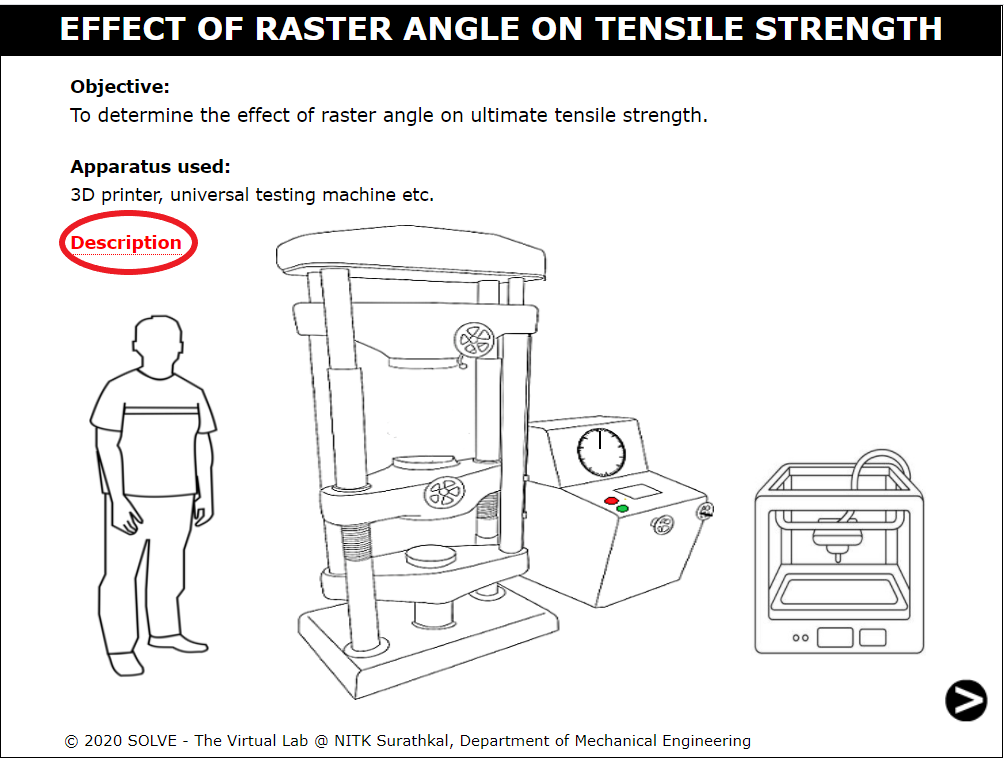 EFFECT OF RASTER ANGLE ON TENSILE STRENGTH
Objective:
To determine the effect of raster angle on ultimate tensile strength.
Apparatus used:
3D printer, universal testing machine etc.
Description
© 2020 SOLVE - The Virtual Lab @ NITK Surathkal, Department of Mechanical Engineering